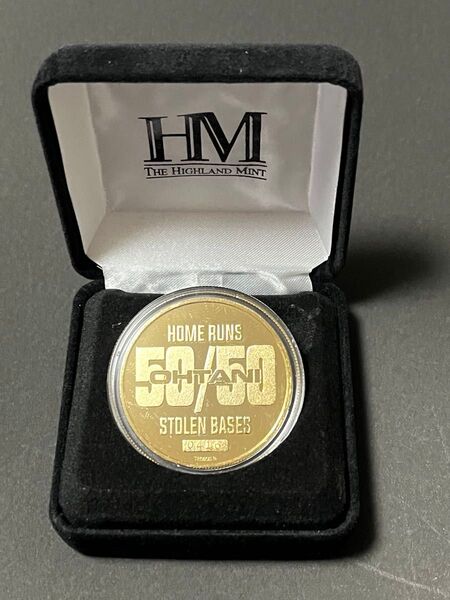 HM
THE HIGHLAND MINT
HOME RUNS
50/50
OHTANI
STOLEN BASES